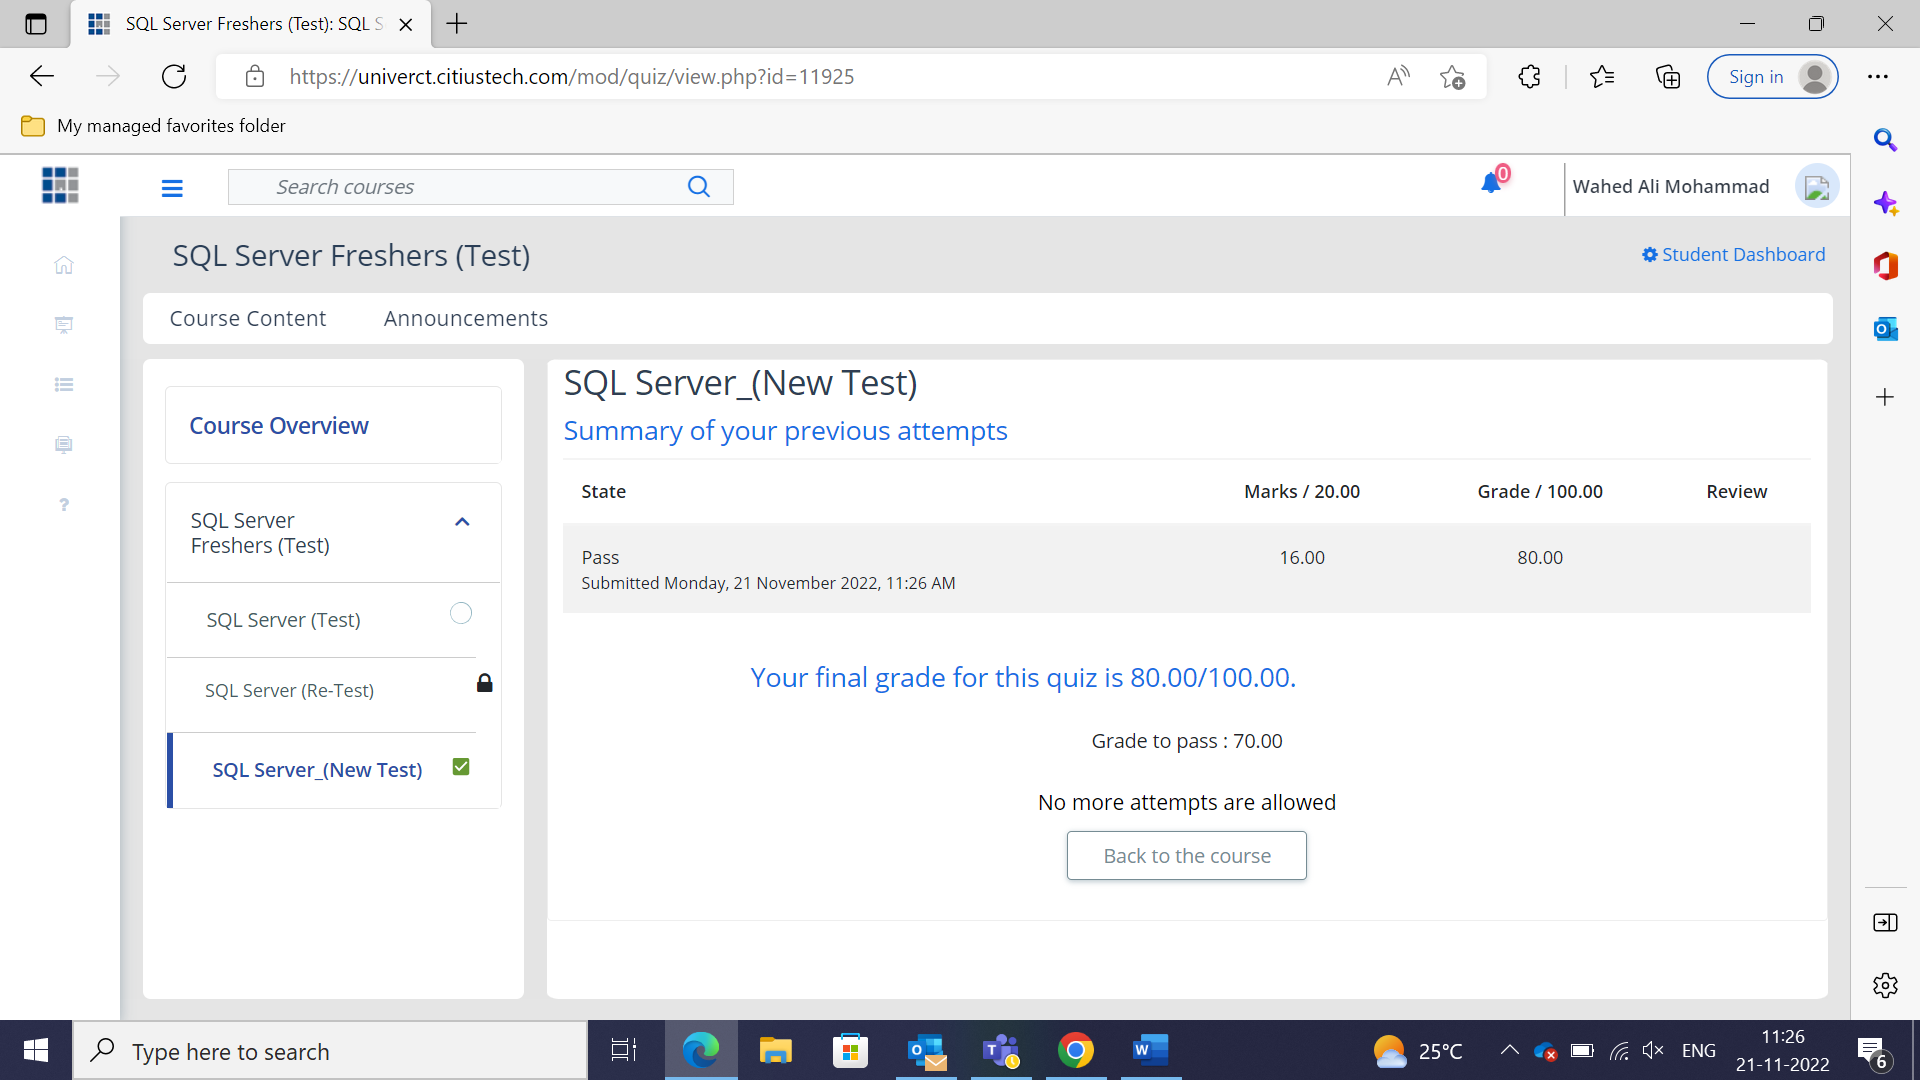 SQL Server Freshers (Test): SQL S
https://univerct.citiustech.com/mod/quiz/view.php?id=11925
Sign in
My managed favorites folder
Search courses
0
Wahed Ali Mohammad
SQL Server Freshers (Test)
Student Dashboard
Course Content
Announcements
Course Overview
SQL Server
Freshers (Test)
SQL Server (Test)
SQL Server (Re-Test)
SQL Server_(New Test)
?
SQL Server_(New Test)
Summary of your previous attempts
State Marks / 20.00 Grade / 100.00 Review
Pass 16.00 80.00
Submitted Monday, 21 November 2022, 11:26 AM
Your final grade for this quiz is 80.00/100.00.
Grade to pass : 70.00
No more attempts are allowed
Back to the course
Type here to search
25°C
ENG
11:26
21-11-2022
6